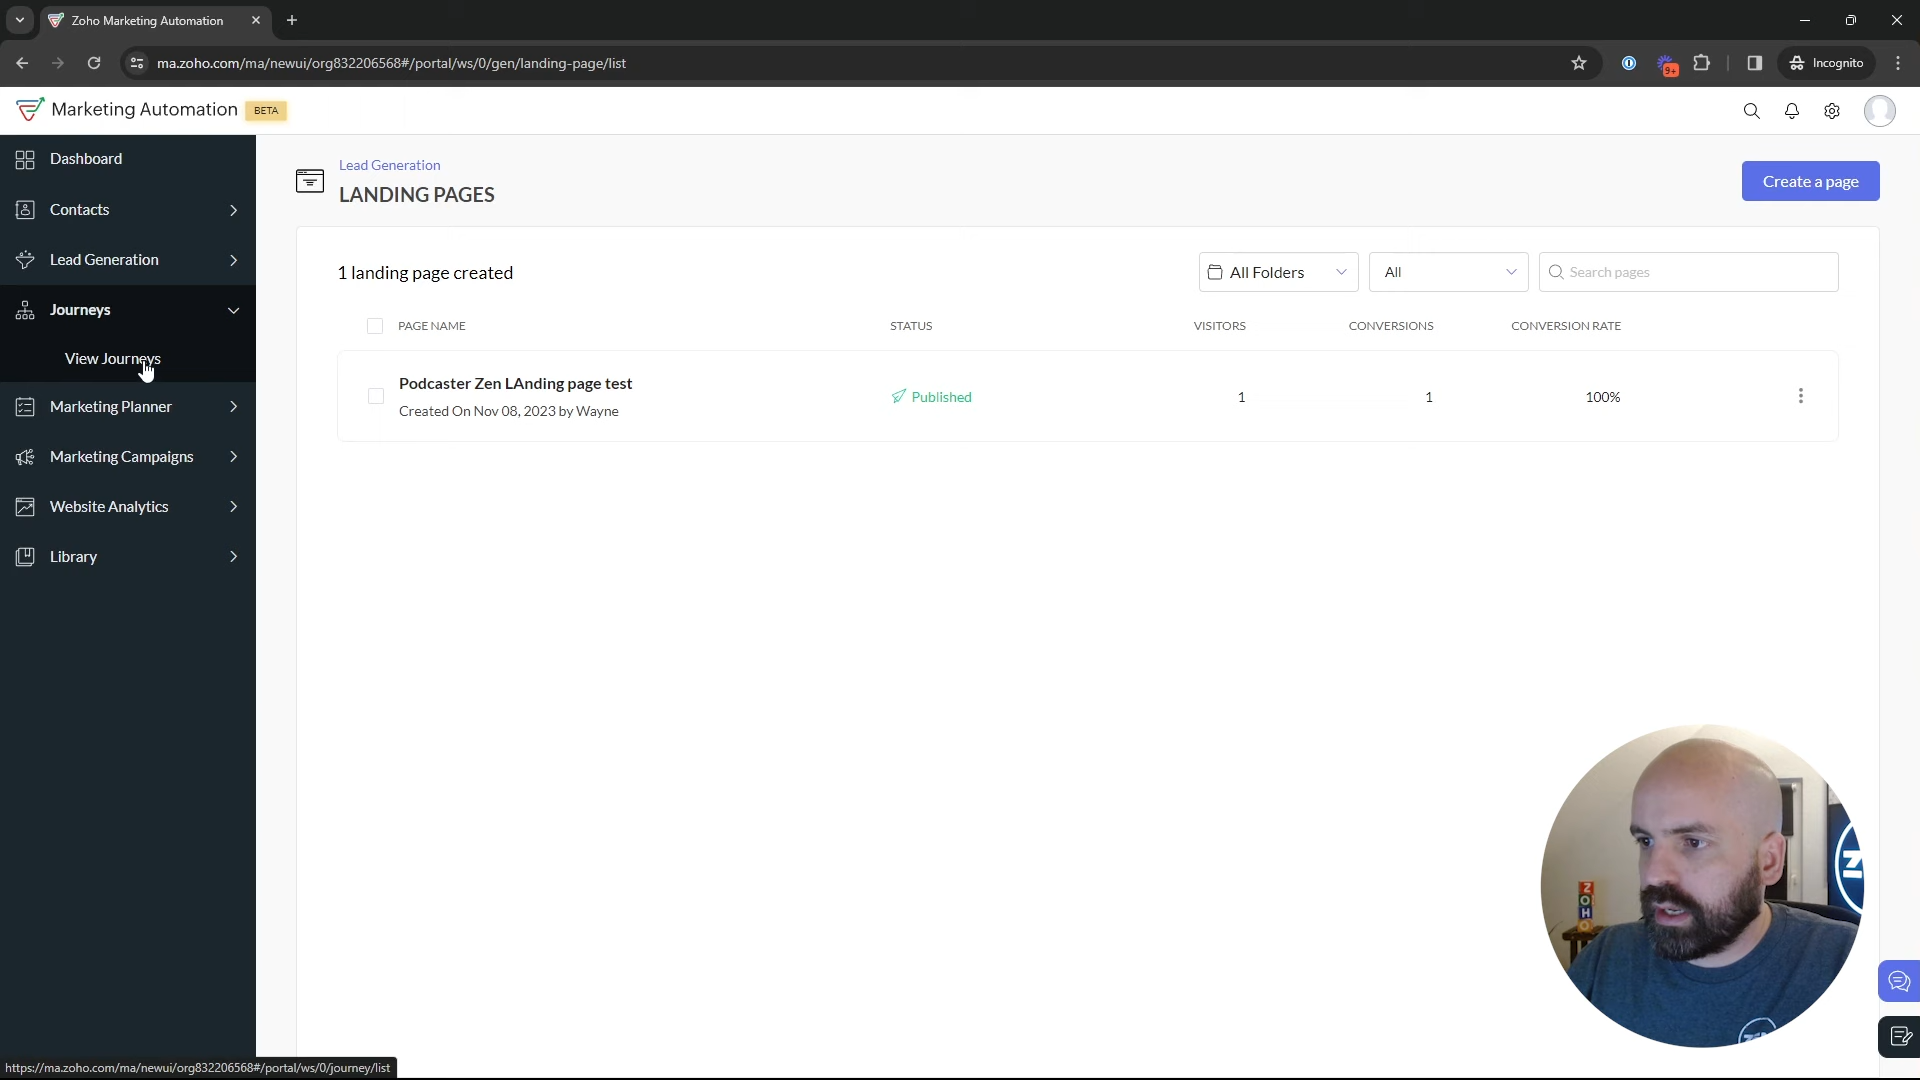 Zoho Marketing Automation
ma.zoho.com/ma/newui/org832206568#/portal/ws/0/gen/landing-page/list
9+
Incognito
Marketing Automation BETA
Dashboard
Contacts
Lead Generation
Journeys
View Journeys
Marketing Planner
Marketing Campaigns
Website Analytics
Library
Lead Generation
LANDING PAGES
Create a page
1 landing page created
All Folders
All
Search pages
PAGE NAME STATUS VISITORS CONVERSIONS CONVERSION RATE
Podcaster Zen LAnding page test
Created On Nov 08, 2023 by Wayne
Published 1 1 100%
ZOHO
https://ma.zoho.com/ma/newui/org832206568#/portal/ws/0/journey/list